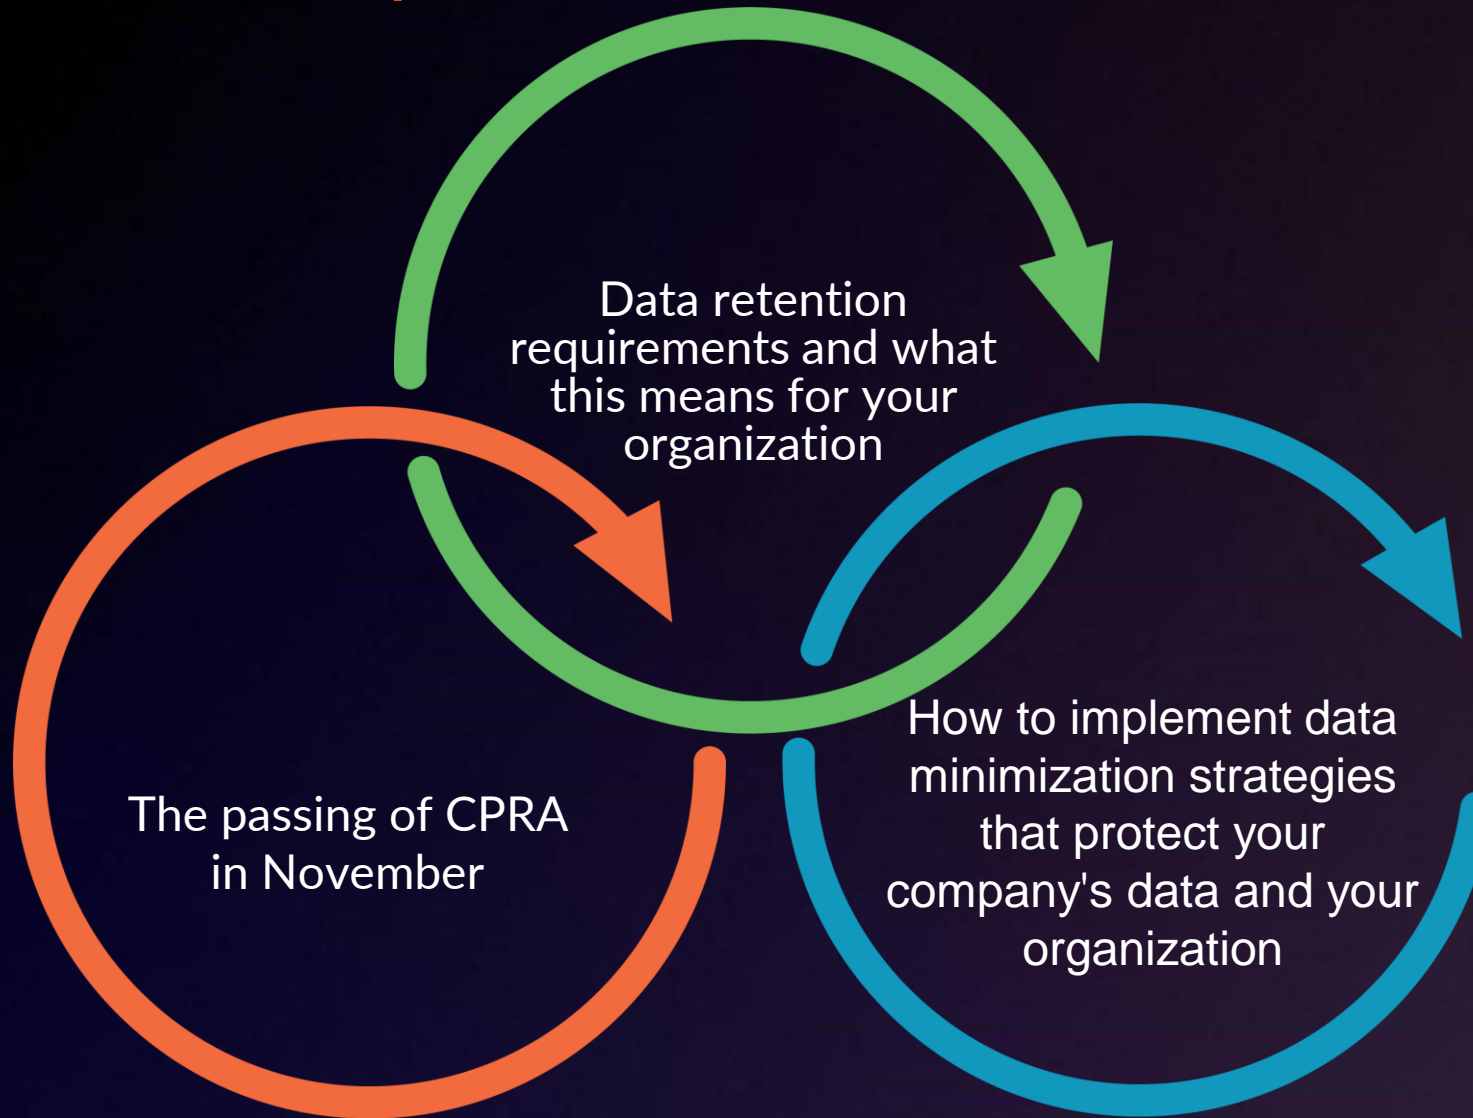 Data retention
requirements and what
this means for your
organization
The passing of CPRA
in November
How to implement data
minimization strategies
that protect your
company's data and your
organization